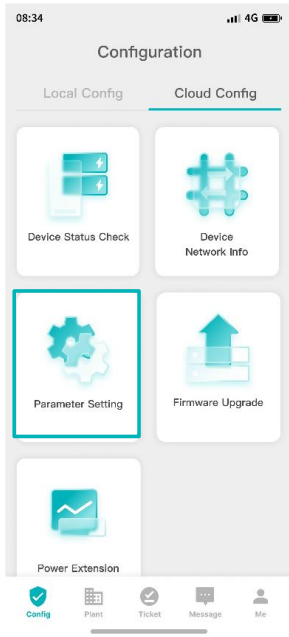 08:34 4G
Configuration
Local Config Cloud Config
Device Status Check
Device
Network Info
Parameter Setting
Firmware Upgrade
Power Extension
Config Plant Ticket Message Me